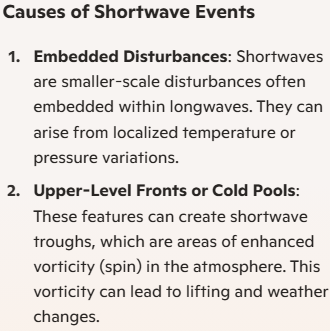 Causes of Shortwave Events
1. Embedded Disturbances: Shortwaves
are smaller-scale disturbances often
embedded within longwaves. They can
arise from localized temperature or
pressure variations.
2. Upper-Level Fronts or Cold Pools:
These features can create shortwave
troughs, which are areas of enhanced
vorticity (spin) in the atmosphere. This
vorticity can lead to lifting and weather
changes.